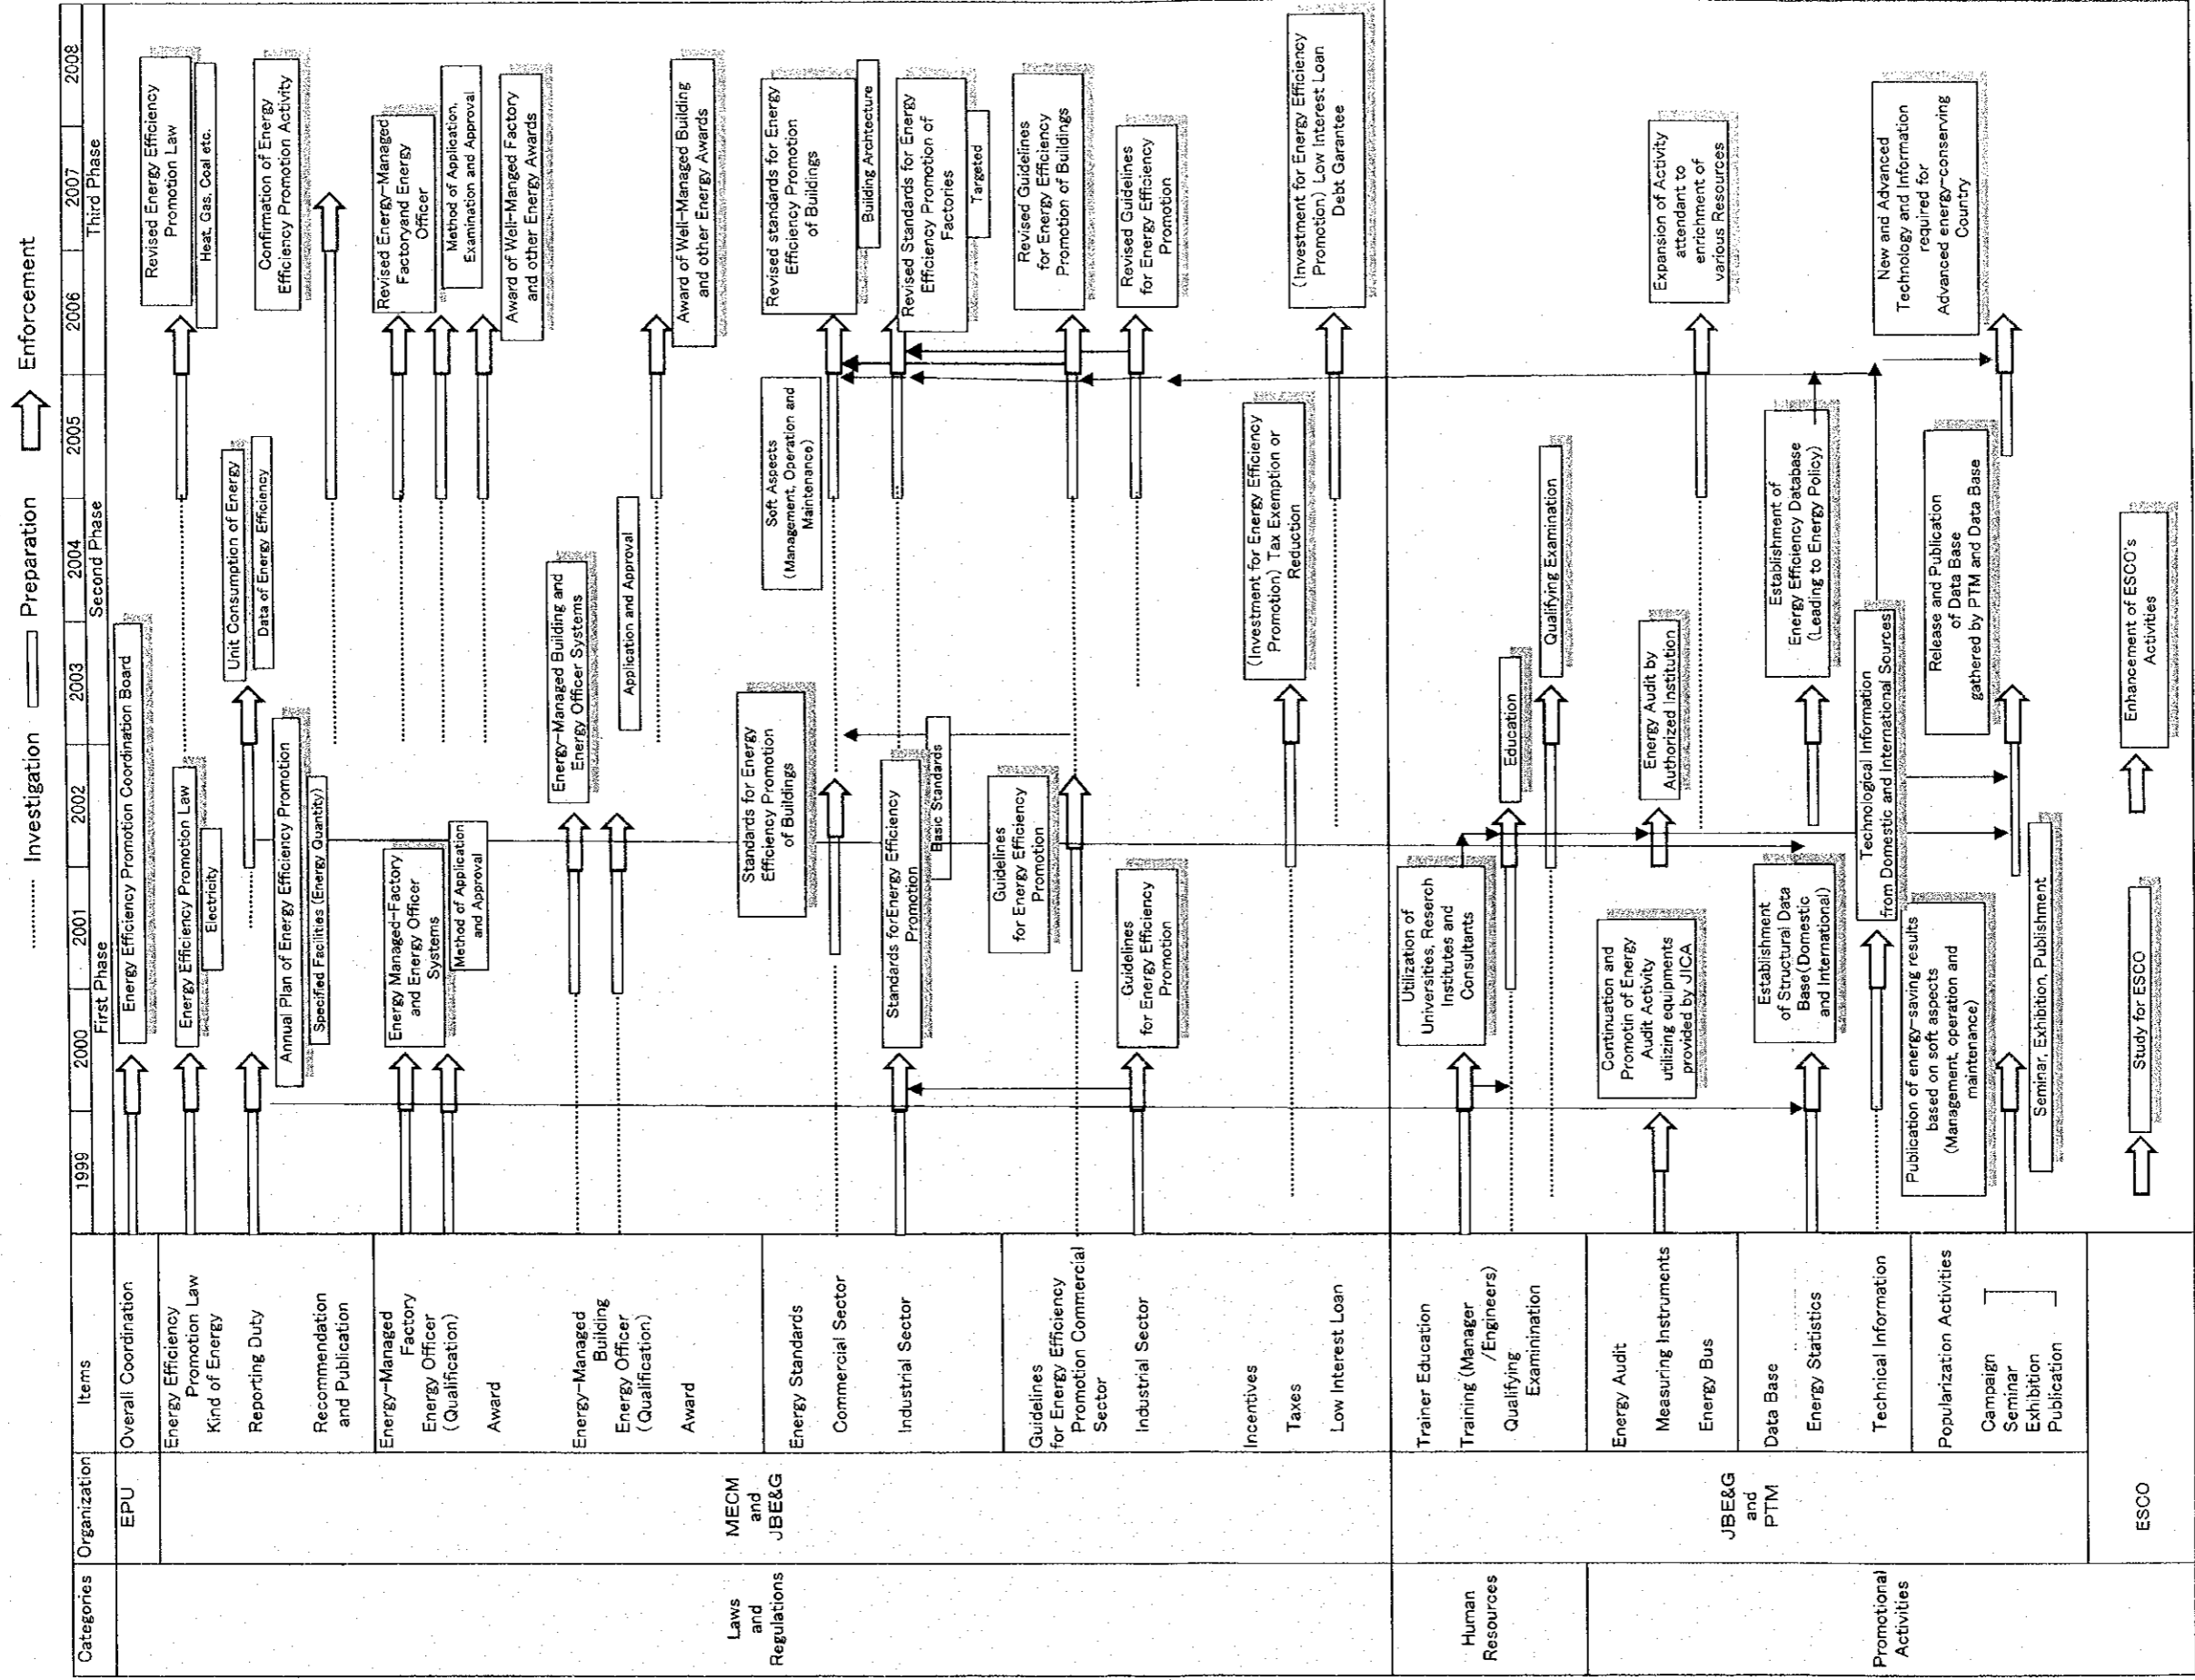 Investigation
Preparation
Enforcement
Categories
Organization
Items
1999
2000
2001
2002
2003
2004
2005
2006
2007
2008
First Phase
Second Phase
Third Phase
Laws
and
Regulations
EPU
Overall Coordination
Energy Efficiency Promotion Coordination Board
MECM
and
JBE&G
Energy Efficiency
Promotion Law
Kind of Energy
Energy Efficiency Promotion Law
Electricity
Revised Energy Efficiency
Promotion Law
Heat, Gas, Coal etc.
Reporting Duty
Annual Plan of Energy Efficiency Promotion
Specified Facilities (Energy Quantity)
Unit Consumption of Energy
Data of Energy Efficiency
Confirmation of Energy
Efficiency Promotion Activity
Recommendation
and Publication
Energy-Managed
Factory
Energy Officer
(Qualification)
Energy Managed-Factory
and Energy Officer
Systems
Method of Application
and Approval
Revised Energy-Managed
Factoryand Energy
Officer
Method of Application,
Examination and Approval
Award
Award of Well-Manged Factory
and other Energy Awards
Energy-Managed
Building
Energy Officer
(Qualification)
Energy-Managed Building and
Energy Officer Systems
Application and Approval
Award
Award of Well-Managed Building
and other Energy Awards
Energy Standards
Commercial Sector
Standards for Energy
Efficiency Promotion
of Buildings
Soft Aspects
(Management, Operation and
Maintenance)
Revised standards for Energy
Efficiency Promotion
of Buildings
Building Archtecture
Industrial Sector
Standards forEnergy Efficiency
Promotion
Basic Standards
Revised Standards for Energy
Efficiency Promotion of
Factories
Targeted
Guidelines
for Energy Efficiency
Promotion Commercial
Sector
Guidelines
for Energy Efficiency
Promotion
Revised Guidelines
for Energy Efficiency
Promotion of Buildings
Industrial Sector
Guidelines
for Energy Efficiency
Promotion
Revised Guidelines
for Energy Efficiency
Promotion
Incentives
Taxes
(Investment for Energy Efficiency
Promotion) Tax Exemption or
Reduction
Low Interest Loan
(Investment for Energy Efficiency
Promotion) Low Interest Loan
Debt Garantee
Human
Resources
JBE&G
and
PTM
Trainer Education
Utilization of
Universities, Reserch
Institutes and
Consultants
Training (Manager
/Engineers)
Education
Qualifying
Examinination
Qualifying Examination
Promotional
Activities
Energy Audit
Measuring Instruments
Continuation and
Promotin of Energy
Audit Activity
utilizing equipments
provided by JICA
Energy Audit by
Authorized Institution
Energy Bus
Expansion of Activity
attendant to
enrichment of
various Resources
Data Base
Energy Statistics
Establishment
of Structural Data
Base(Domestic
and International)
Establishment of
Energy Efficiency Database
(Leading to Energy Policy)
Technical Information
Technological Information
from Domestic and International Sources)
New and Advanced
Technology and Information
required for
Advanced energy-conserving
Country
Popularization Activities
Campaign
Seminar
Exhibition
Publication
Publication of energy-saving results
based on soft aspects
(Management, operation and
maintenance)
Seminar, Exhibition, Publishment
Release and Publication
of Data Base
gathered by PTM and Data Base
ESCO
Study for ESCO
Enhancement of ESCO's
Activities